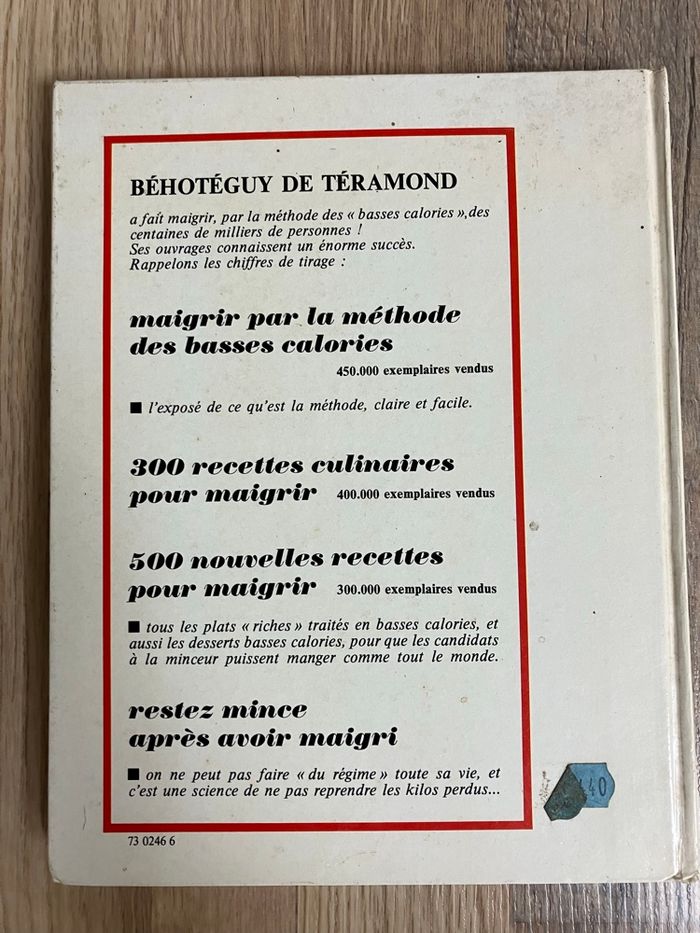 BÉHOTÉGUY DE TÉRAMOND
a fait maigrir, par la méthode des « basses calories »,des
centaines de milliers de personnes !
Ses ouvrages connaissent un énorme succès.
Rappelons les chiffres de tirage :
maigrir par la méthode
des basses calories
450.000 exemplaires vendus
■ l'exposé de ce qu'est la méthode, claire et facile.
300 recettes culinaires
pour maigrir 400.000 exemplaires vendus
500 nouvelles recettes
pour maigrir 300.000 exemplaires vendus
■ tous les plats « riches » traités en basses calories, et
aussi les desserts basses calories, pour que les candidats
à la minceur puissent manger comme tout le monde.
restez mince
après avoir maigri
■ on ne peut pas faire « du régime » toute sa vie, et
c'est une science de ne pas reprendre les kilos perdus...
73 0246 6